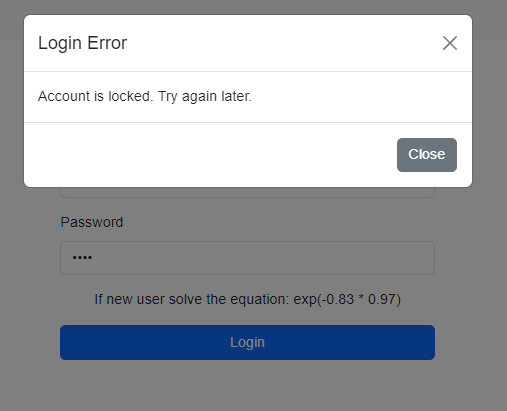 Login Error
Account is locked. Try again later.
Close
Password
••••
If new user solve the equation: exp(-0.83 * 0.97)
Login